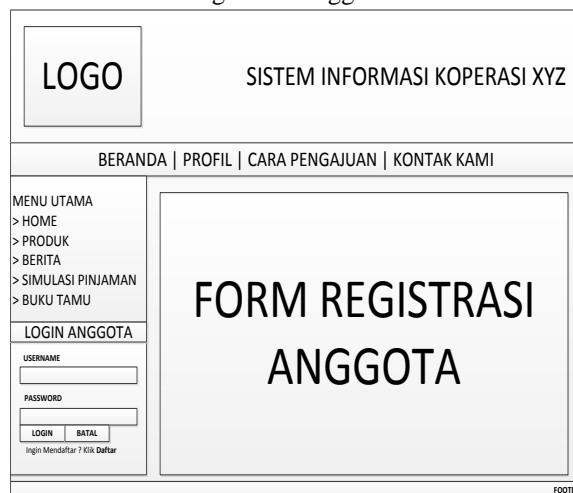 LOGO
SISTEM INFORMASI KOPERASI XYZ
BERANDA | PROFIL | CARA PENGAJUAN | KONTAK KAMI
MENU UTAMA
> HOME
> PRODUK
> BERITA
> SIMULASI PINJAMAN
> BUKU TAMU
LOGIN ANGGOTA
USERNAME
PASSWORD
LOGIN BATAL
Ingin Mendaftar ? Klik Daftar
FORM REGISTRASI
ANGGOTA